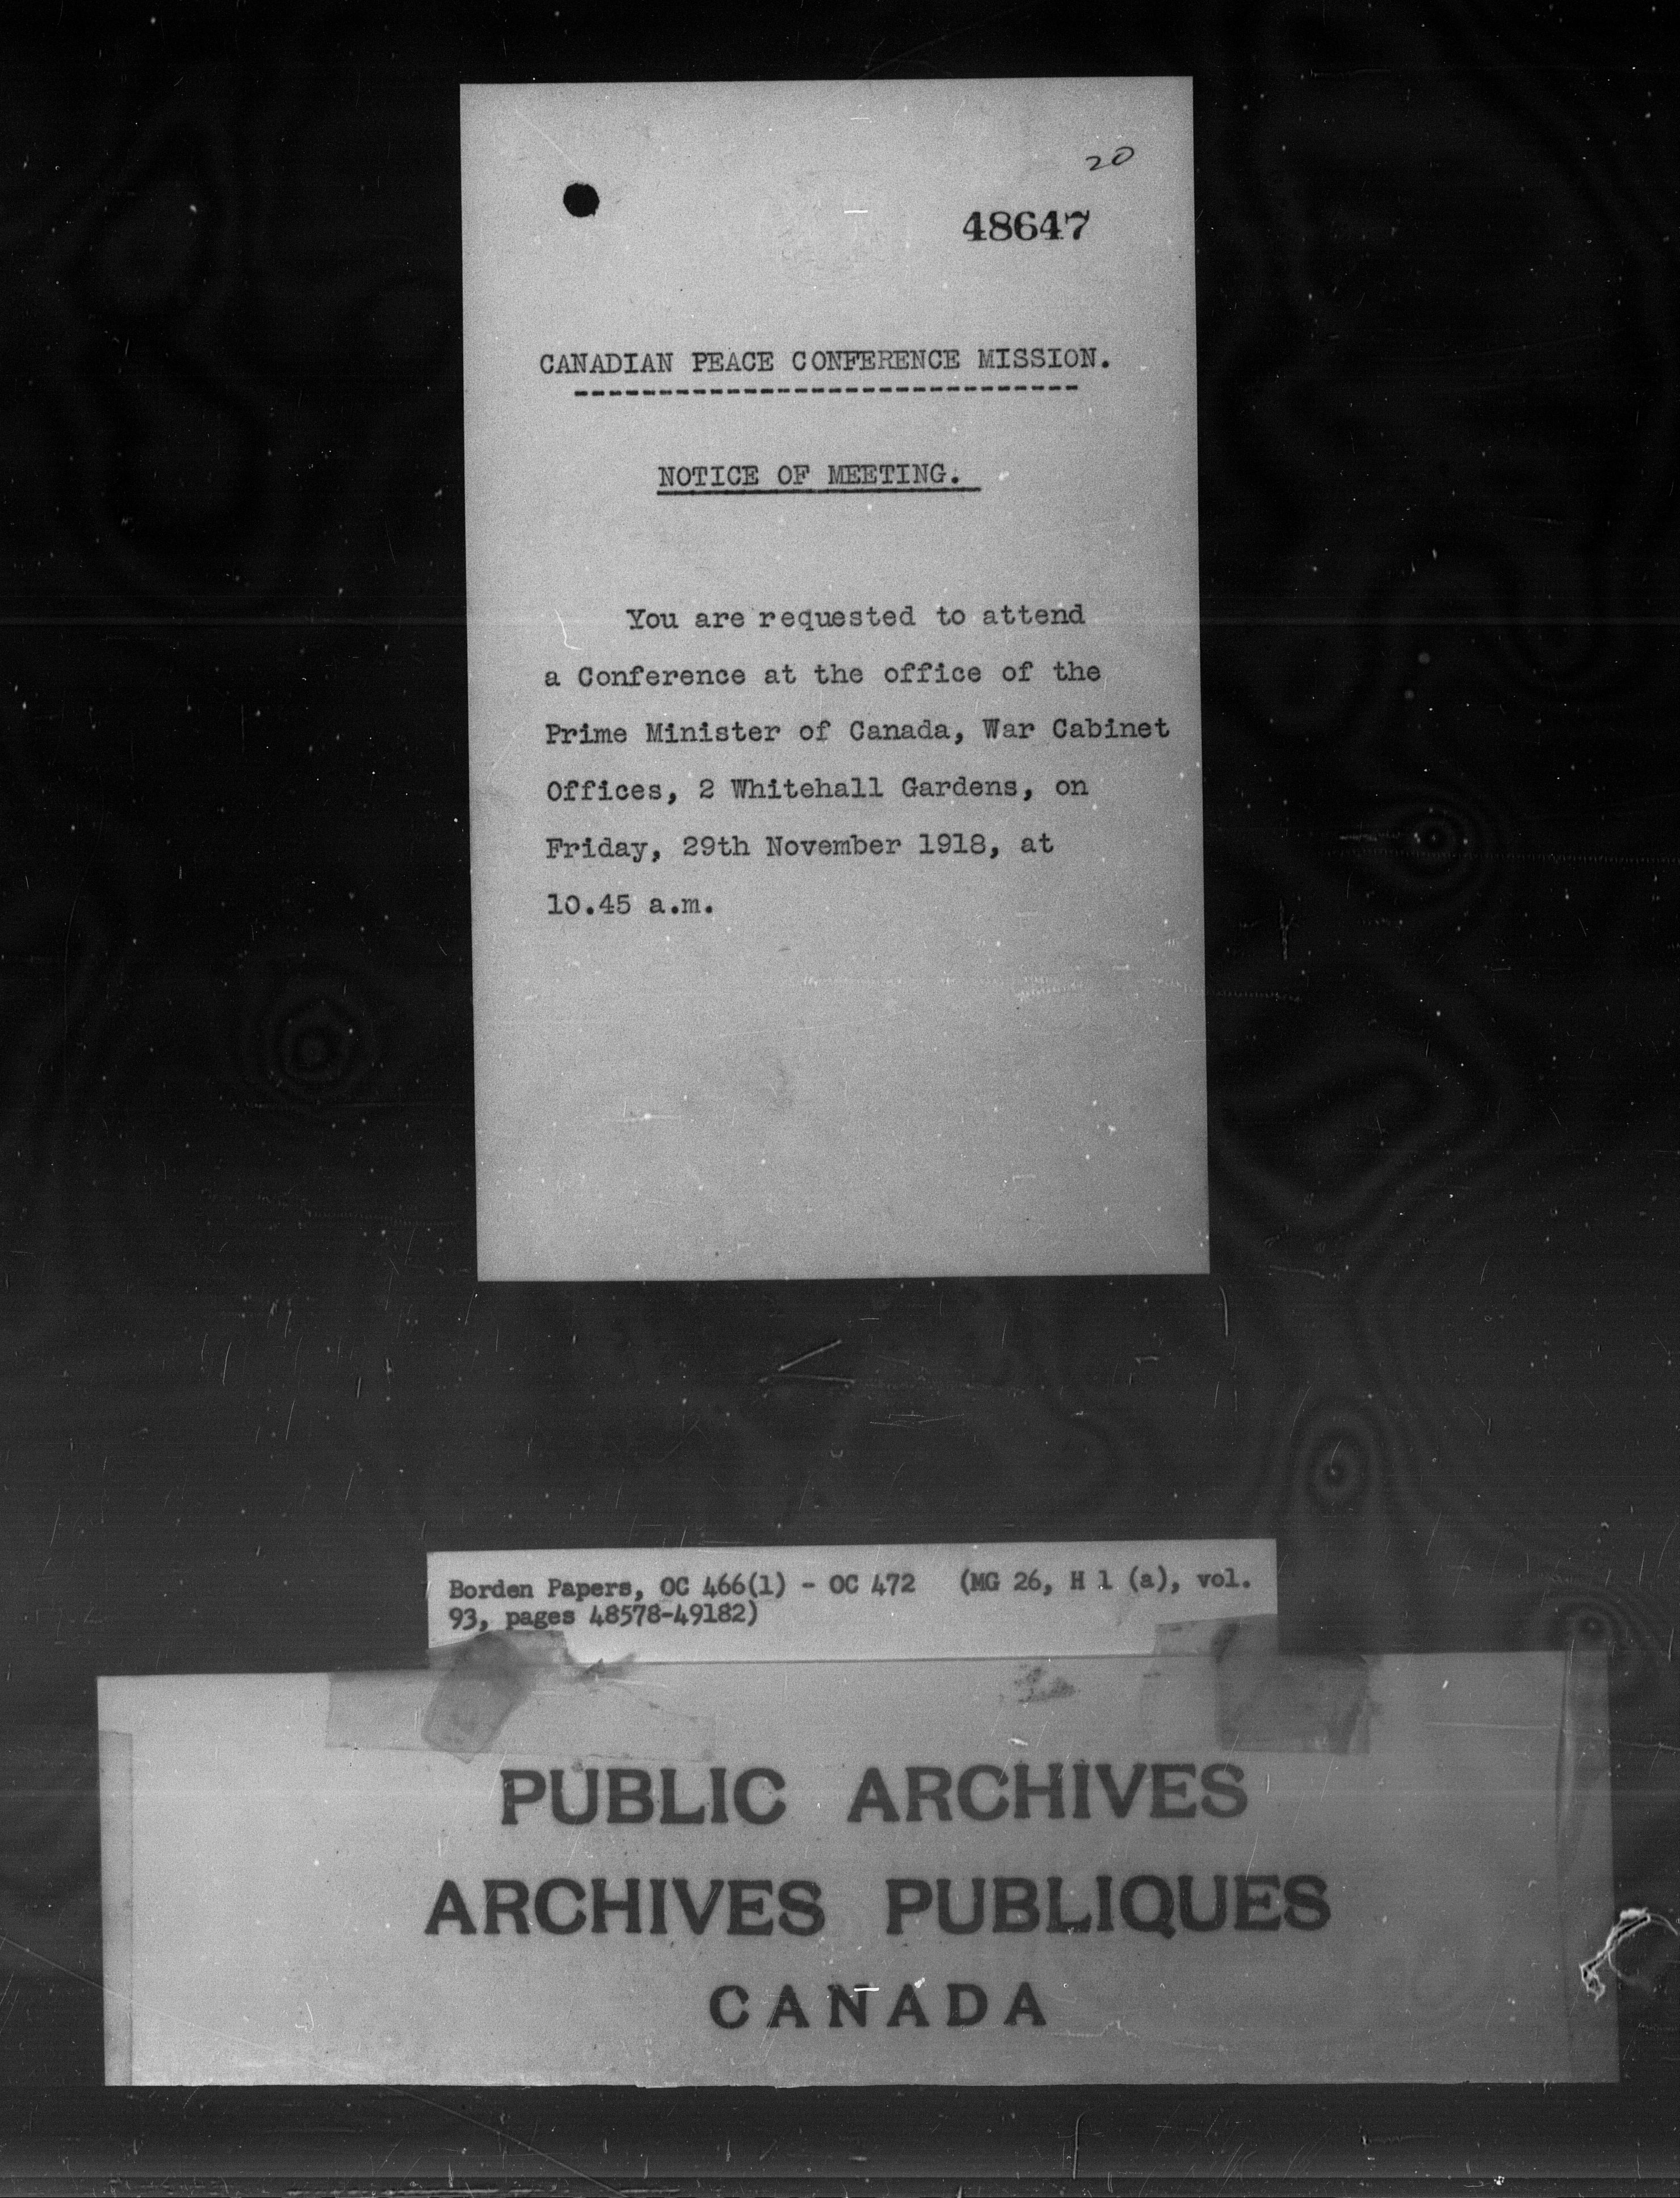 20
48647
CANADIAN PEACE CONFERENCE MISSION.
NOTICE OF MEETING.
You are requested to attend
a Conference at the office of the
Prime Minister of Canada, War Cabinet
Offices, 2 Whitehall Gardens, on
Friday, 29th November 1918, at
10.45 a.m.
Borden Papers, OC 466(1) - OC 472 (MG 26, H 1 (a), vol.
93, pages 48578-49182)
PUBLIC ARCHIVES
ARCHIVES PUBLIQUES
CANADA